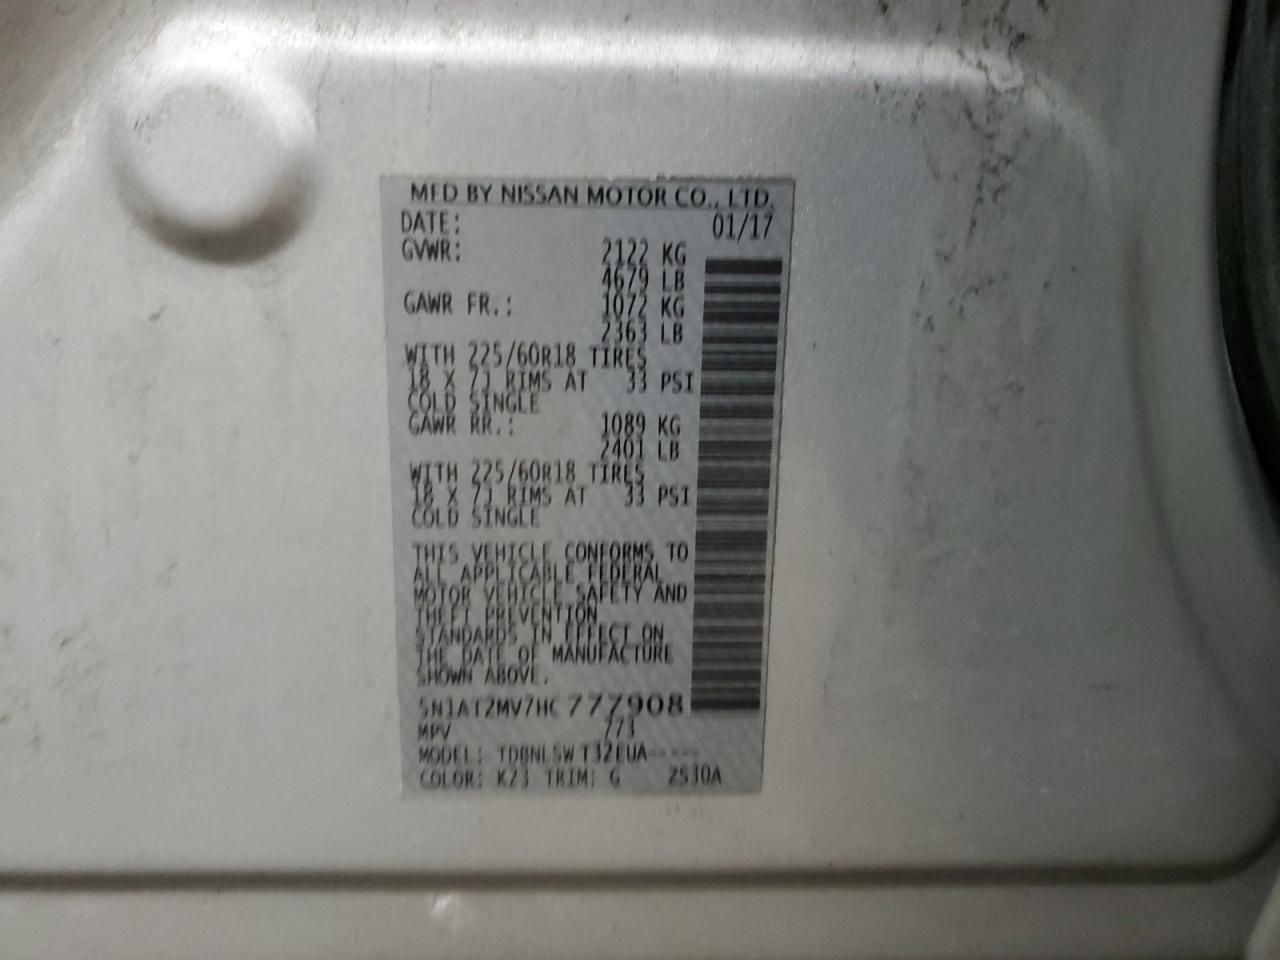 MFD BY NISSAN MOTOR CO., LTD.
DATE: 01/17
GVWR: 2122 KG
4679 LB
GAWR FR.: 1072 KG
2363 LB
WITH 225/60R18 TIRES
18 X 7J RIMS AT 33 PSI
COLD SINGLE
GAWR RR.: 1089 KG
2401 LB
WITH 225/60R18 TIRES
18 X 7J RIMS AT 33 PSI
COLD SINGLE
THIS VEHICLE CONFORMS TO
ALL APPLICABLE FEDERAL
MOTOR VEHICLE SAFETY AND
THEFT PREVENTION
STANDARDS IN EFFECT ON
THE DATE OF MANUFACTURE
SHOWN ABOVE.
5N1AT2MV7HC777908
MPV 773
MODEL: TDBNLSWT32EUA-----
COLOR: K23 TRIM: G